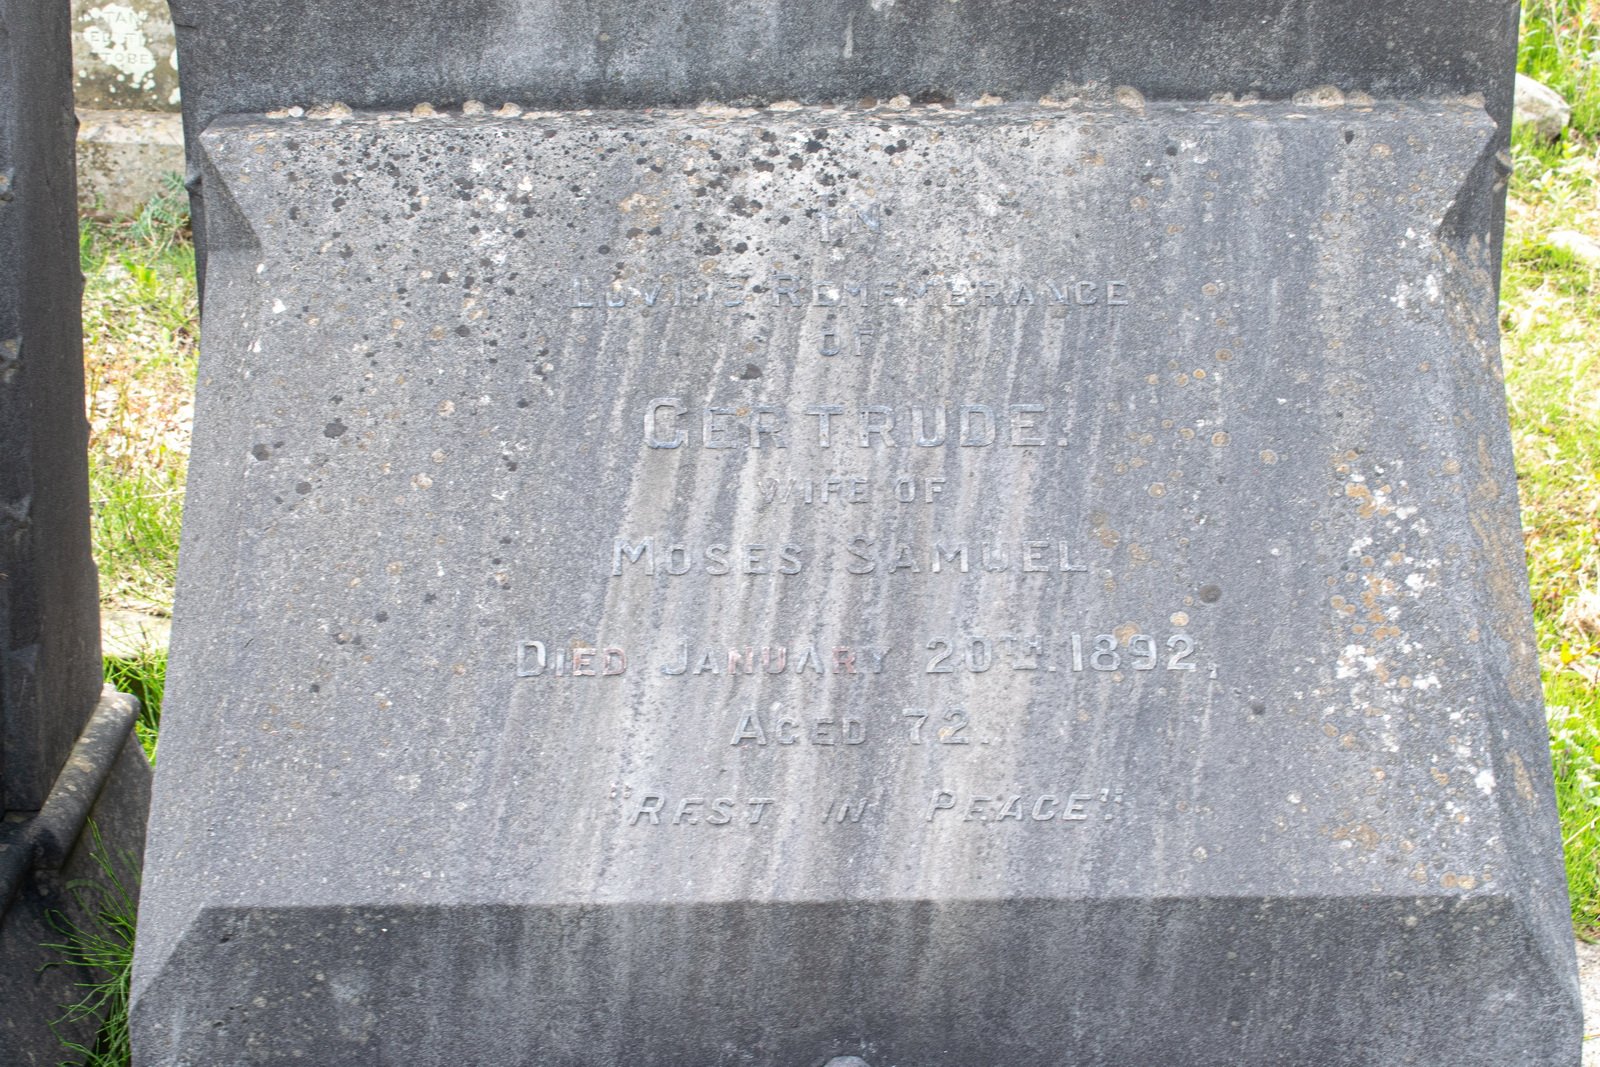 IN
LOVING REMEMBRANCE
OF
GERTRUDE.
WIFE OF
MOSES SAMUEL
DIED JANUARY 20TH. 1892,
AGED 72.
"REST IN PEACE".